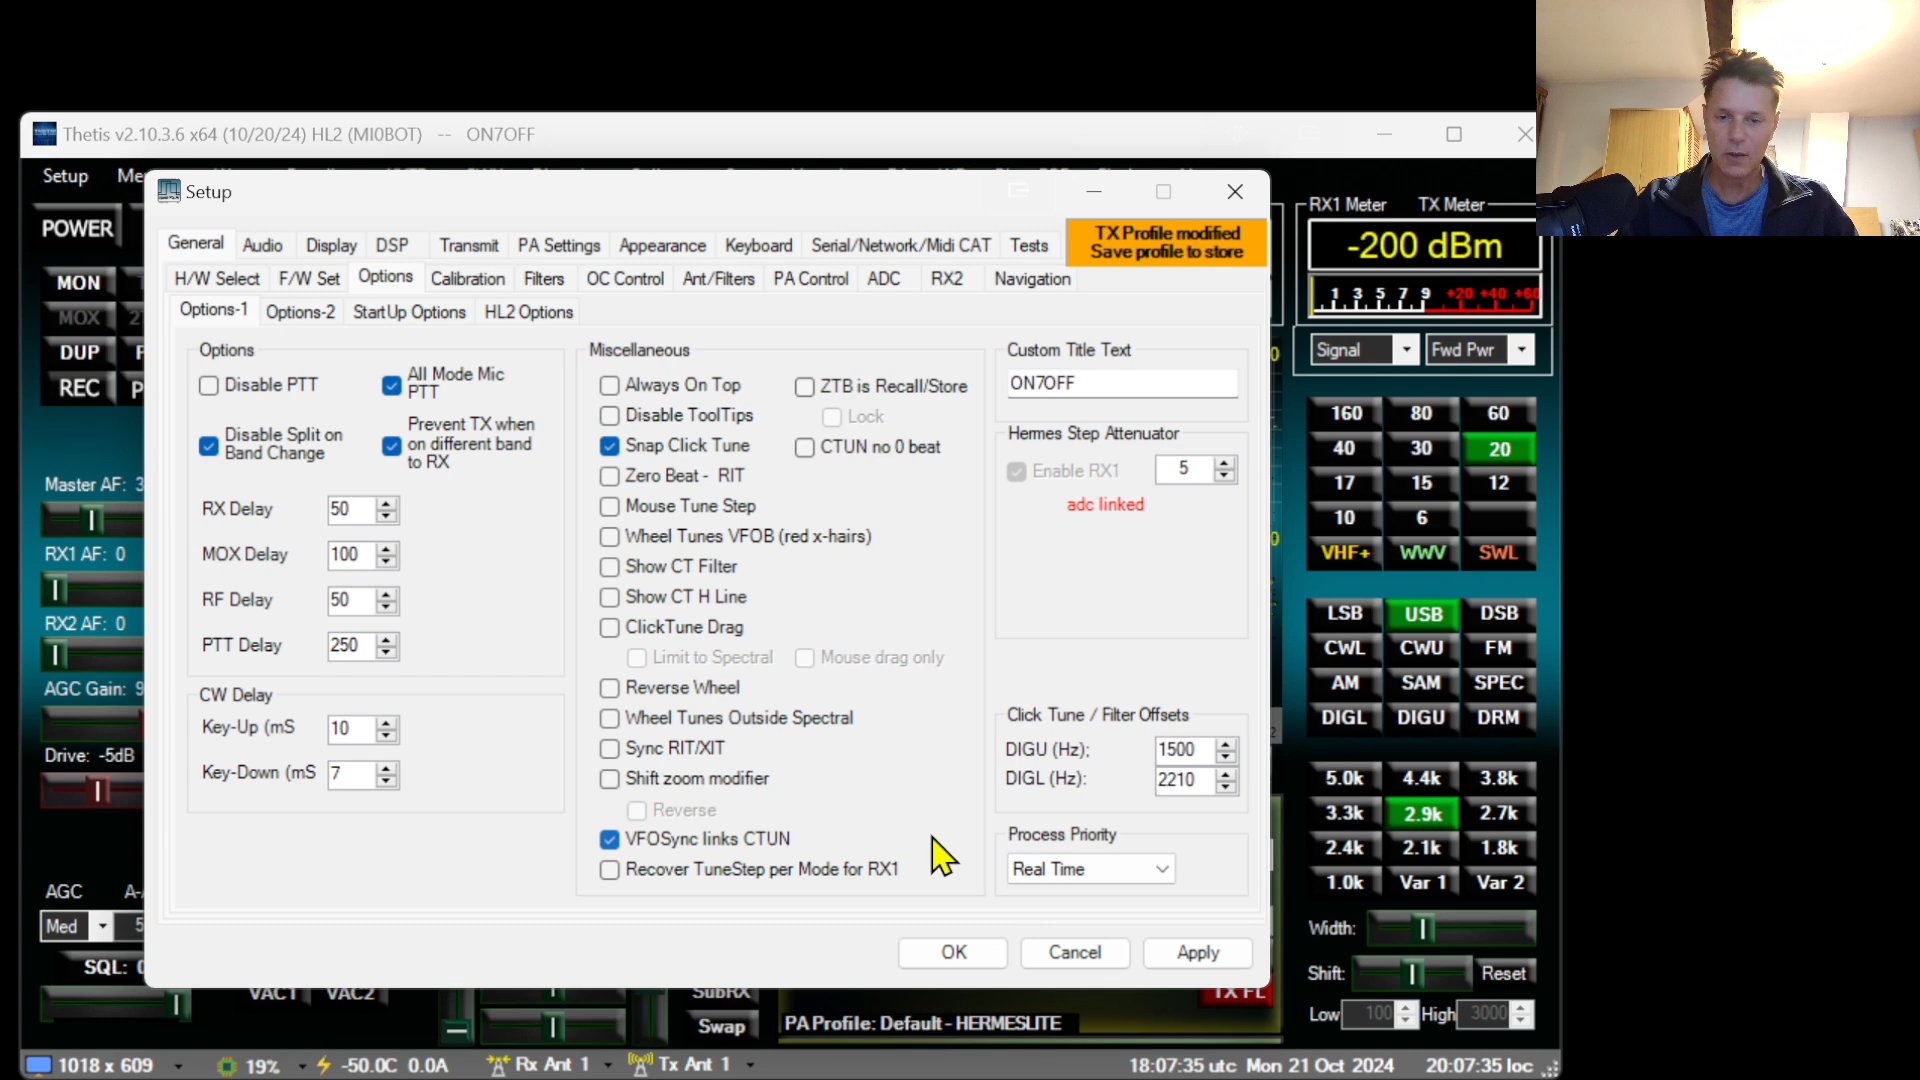 Thetis v2.10.3.6 x64 (10/20/24) HL2 (MI0BOT) -- ON7OFF
Setup
Setup
POWER
MON
MOX
DUP
REC
Master AF: 3
RX1 AF: 0
RX2 AF: 0
AGC Gain: 9
Drive: -5dB
AGC
Med
5
SQL: 0
General Audio Display DSP Transmit PA Settings Appearance Keyboard Serial/Network/Midi CAT Tests
TX Profile modified
Save profile to store
H/W Select F/W Set Options Calibration Filters OC Control Ant/Filters PA Control ADC RX2 Navigation
Options-1 Options-2 StartUp Options HL2 Options
Options
Disable PTT
All Mode Mic
PTT
Disable Split on
Band Change
Prevent TX when
on different band
to RX
RX Delay 50
MOX Delay 100
RF Delay 50
PTT Delay 250
CW Delay
Key-Up (mS 10
Key-Down (mS 7
Miscellaneous
Always On Top
ZTB is Recall/Store
Disable ToolTips
Lock
Snap Click Tune
CTUN no 0 beat
Zero Beat - RIT
Mouse Tune Step
Wheel Tunes VFOB (red x-hairs)
Show CT Filter
Show CT H Line
ClickTune Drag
Limit to Spectral
Mouse drag only
Reverse Wheel
Wheel Tunes Outside Spectral
Sync RIT/XIT
Shift zoom modifier
Reverse
VFOSync links CTUN
Recover TuneStep per Mode for RX1
Custom Title Text
ON7OFF
Hermes Step Attenuator
Enable RX1 5
adc linked
Click Tune / Filter Offsets
DIGU (Hz); 1500
DIGL (Hz): 2210
Process Priority
Real Time
OK Cancel Apply
RX1 Meter TX Meter
-200 dBm
1 3 5 7 9 +20 +40 +60
Signal Fwd Pwr
160 80 60
40 30 20
17 15 12
10 6
VHF+ WWV SWL
LSB USB DSB
CWL CWU FM
AM SAM SPEC
DIGL DIGU DRM
5.0k 4.4k 3.8k
3.3k 2.9k 2.7k
2.4k 2.1k 1.8k
1.0k Var 1 Var 2
Width:
Shift: Reset
Low 100 High 3000
VAC1 VAC2
SubRX
Swap
PA Profile: Default - HERMESLITE
1018 x 609 19% -50.0C 0.0A Rx Ant 1 Tx Ant 1 18:07:35 utc Mon 21 Oct 2024 20:07:35 loc